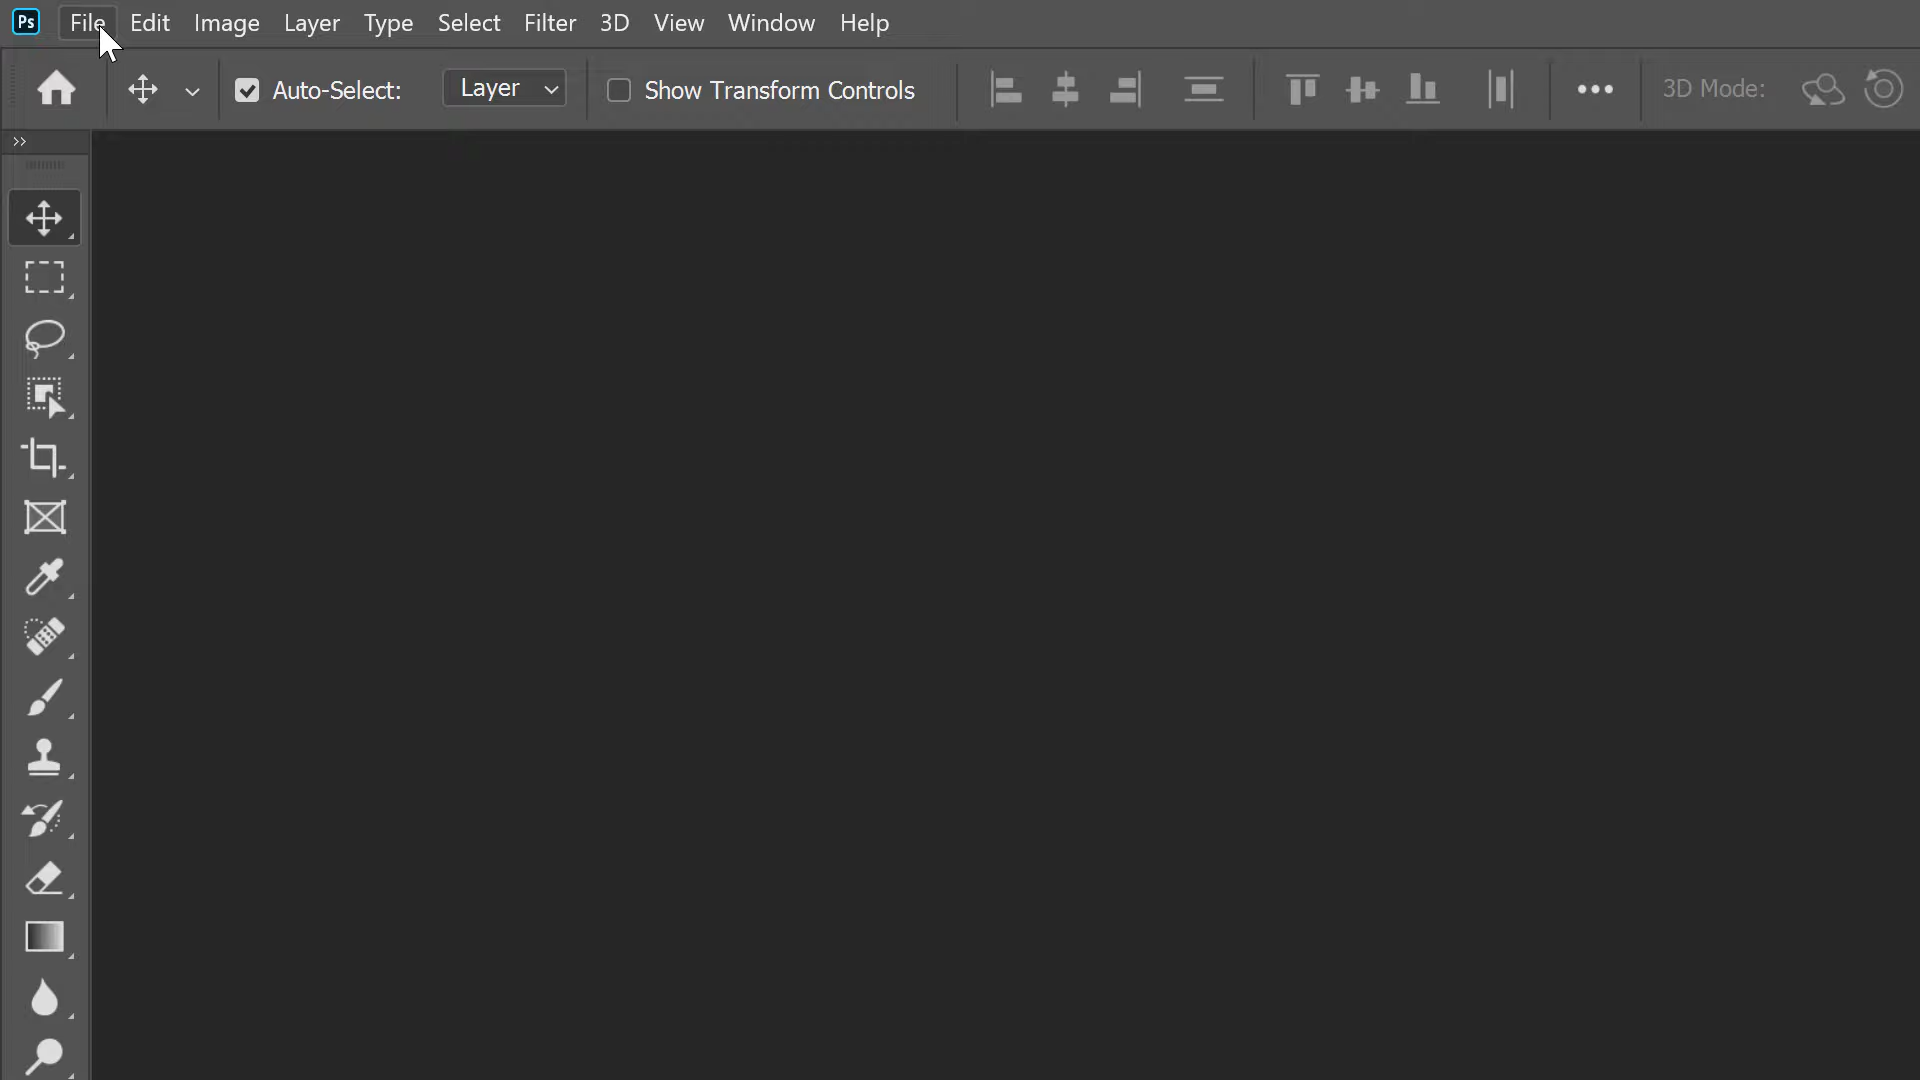 Ps File Edit Image Layer Type Select Filter 3D View Window Help
Auto-Select: Layer Show Transform Controls 3D Mode: